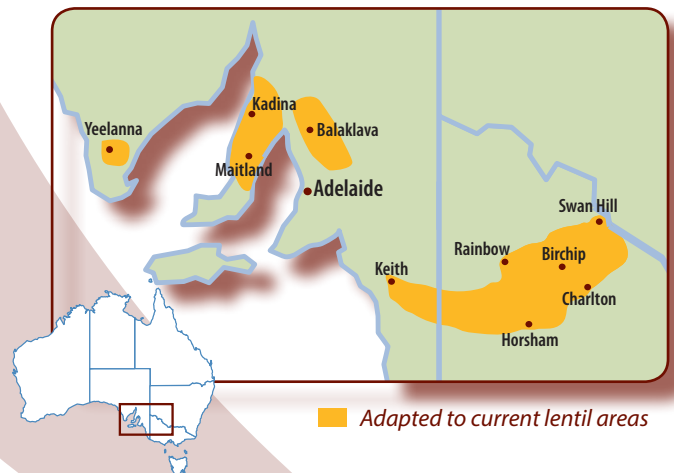 Kadina
Yeelanna
Balaklava
Maitland
Adelaide
Swan Hill
Rainbow
Birchip
Keith
Charlton
Horsham
Adapted to current lentil areas